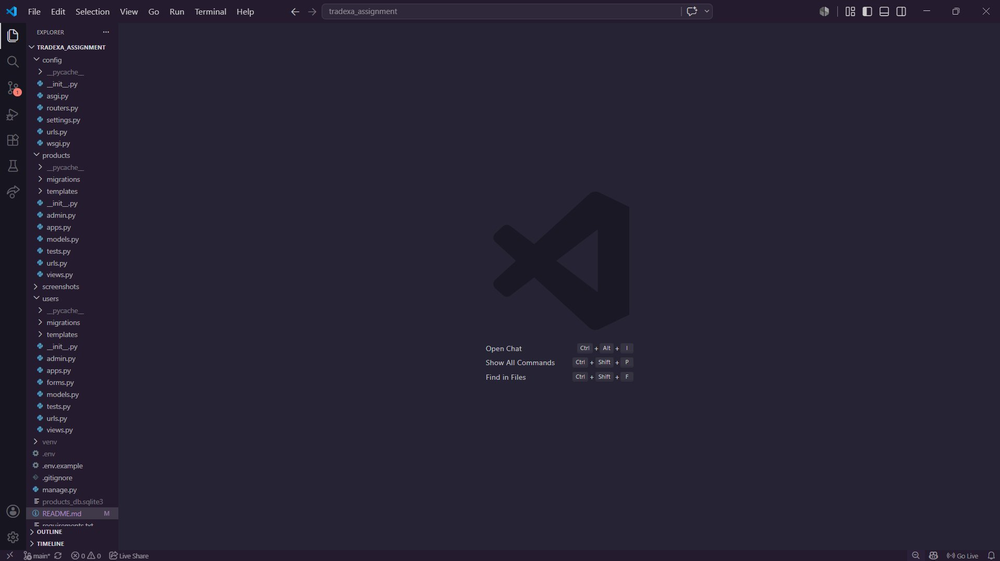 File Edit Selection View Go Run Terminal Help
tradexa_assignment
EXPLORER
TRADEXA_ASSIGNMENT
config
__pycache__
__init__.py
asgi.py
routers.py
settings.py
urls.py
wsgi.py
products
__pycache__
migrations
templates
__init__.py
admin.py
apps.py
models.py
tests.py
urls.py
views.py
screenshots
users
__pycache__
migrations
templates
__init__.py
admin.py
apps.py
forms.py
models.py
tests.py
urls.py
views.py
venv
.env
.env.example
.gitignore
manage.py
products_db.sqlite3
README.md M
requirements.txt
OUTLINE
TIMELINE
1
Open Chat Ctrl + Alt + I
Show All Commands Ctrl + Shift + P
Find in Files Ctrl + Shift + F
main* 0 0 Live Share
Go Live